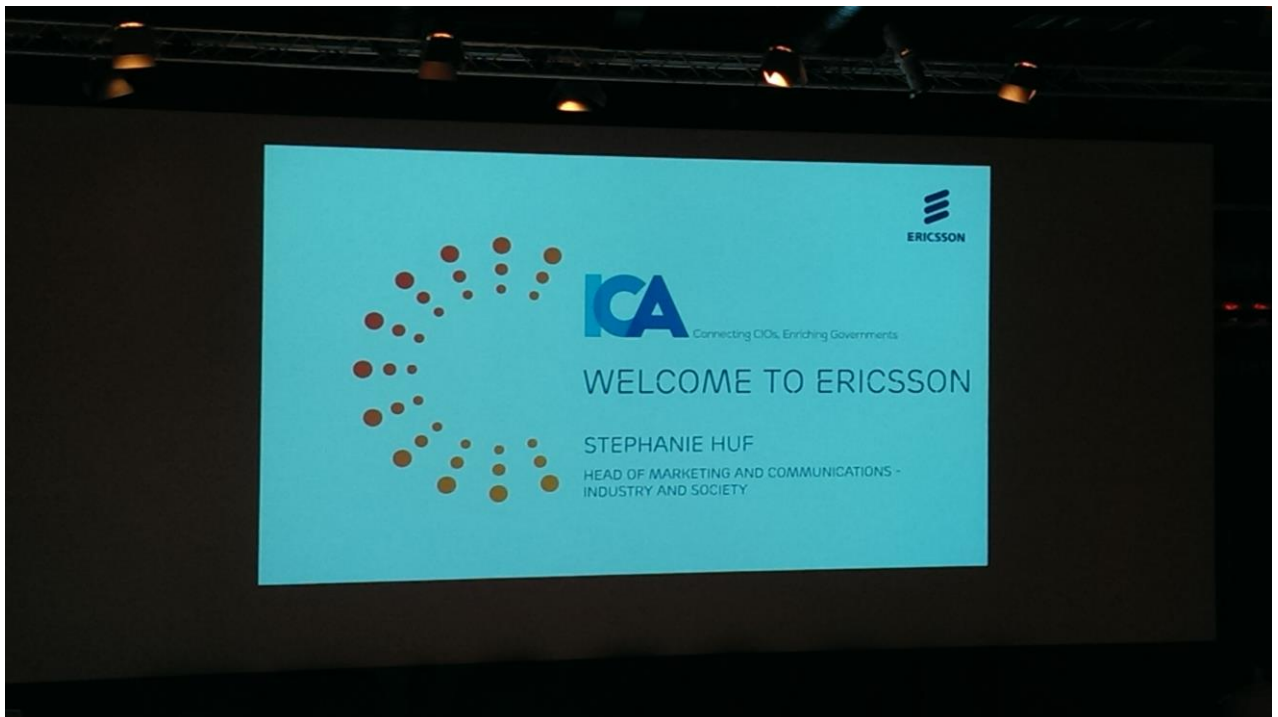 ERICSSON
ICA
Connecting CIOs, Enriching Governments
WELCOME TO ERICSSON
STEPHANIE HUF
HEAD OF MARKETING AND COMMUNICATIONS -
INDUSTRY AND SOCIETY